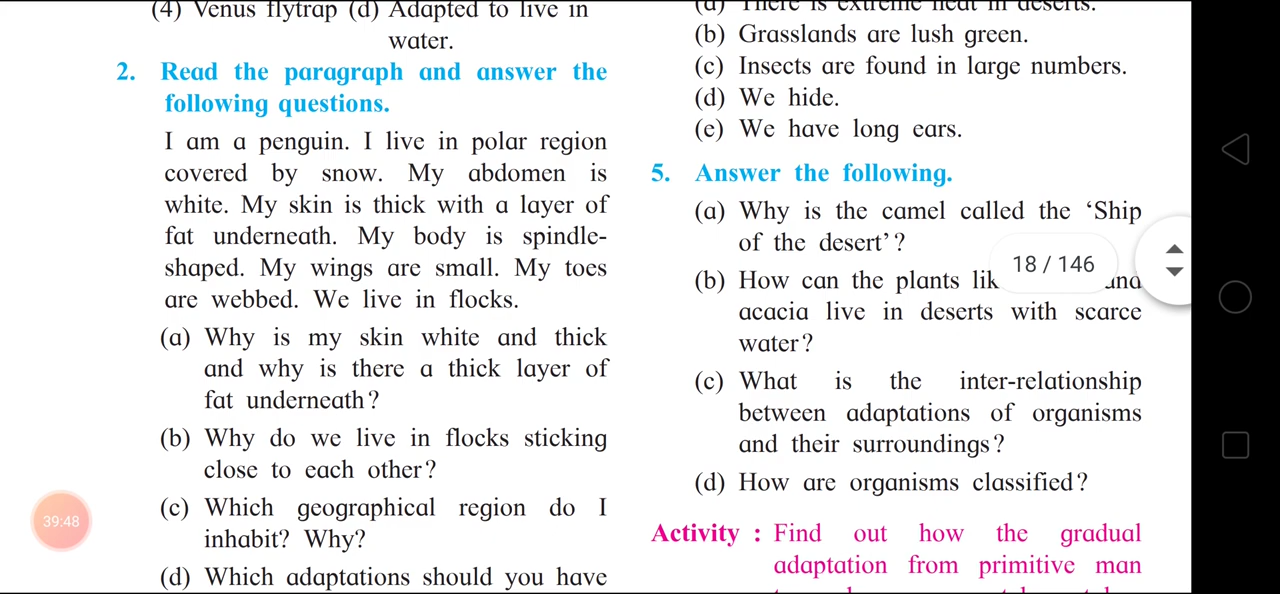 (4) Venus flytrap (d) Adapted to live in
water.
2. Read the paragraph and answer the
following questions.
I am a penguin. I live in polar region
covered by snow. My abdomen is
white. My skin is thick with a layer of
fat underneath. My body is spindle-
shaped. My wings are small. My toes
are webbed. We live in flocks.
(a) Why is my skin white and thick
and why is there a thick layer of
fat underneath?
(b) Why do we live in flocks sticking
close to each other?
(c) Which geographical region do I
inhabit? Why?
(d) Which adaptations should you have
39:48
(a) There is extreme heat in deserts.
(b) Grasslands are lush green.
(c) Insects are found in large numbers.
(d) We hide.
(e) We have long ears.
5. Answer the following.
(a) Why is the camel called the ‘Ship
of the desert’?
(b) How can the plants lik and
acacia live in deserts with scarce
water?
(c) What is the inter-relationship
between adaptations of organisms
and their surroundings?
(d) How are organisms classified?
Activity : Find out how the gradual
adaptation from primitive man
18 / 146